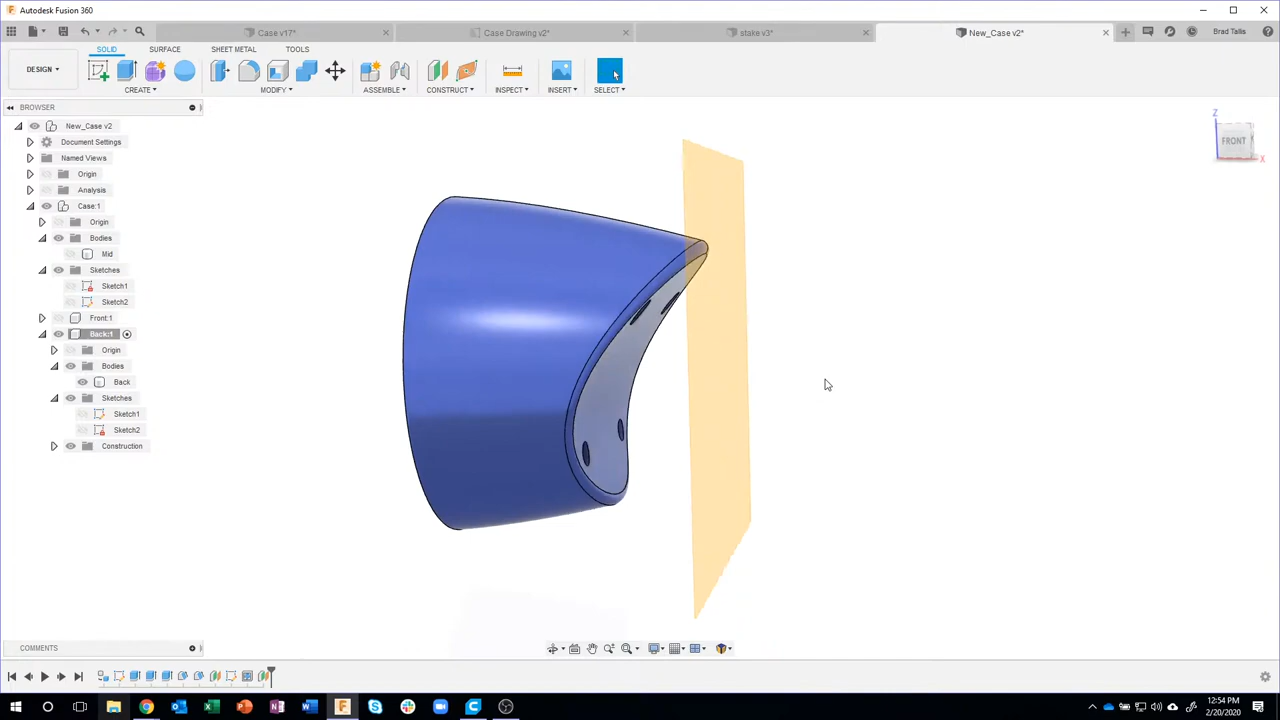 Autodesk Fusion 360
Case v17*
Case Drawing v2*
stake v3*
New_Case v2*
Brad Tallis
DESIGN
SOLID
SURFACE
SHEET METAL
TOOLS
CREATE
MODIFY
ASSEMBLE
CONSTRUCT
INSPECT
INSERT
SELECT
BROWSER
New_Case v2
Document Settings
Named Views
Origin
Analysis
Case:1
Origin
Bodies
Mid
Sketches
Sketch1
Sketch2
Front:1
Back:1
Origin
Bodies
Back
Sketches
Sketch1
Sketch2
Construction
Z
FRONT
X
COMMENTS
12:54 PM
2/20/2020